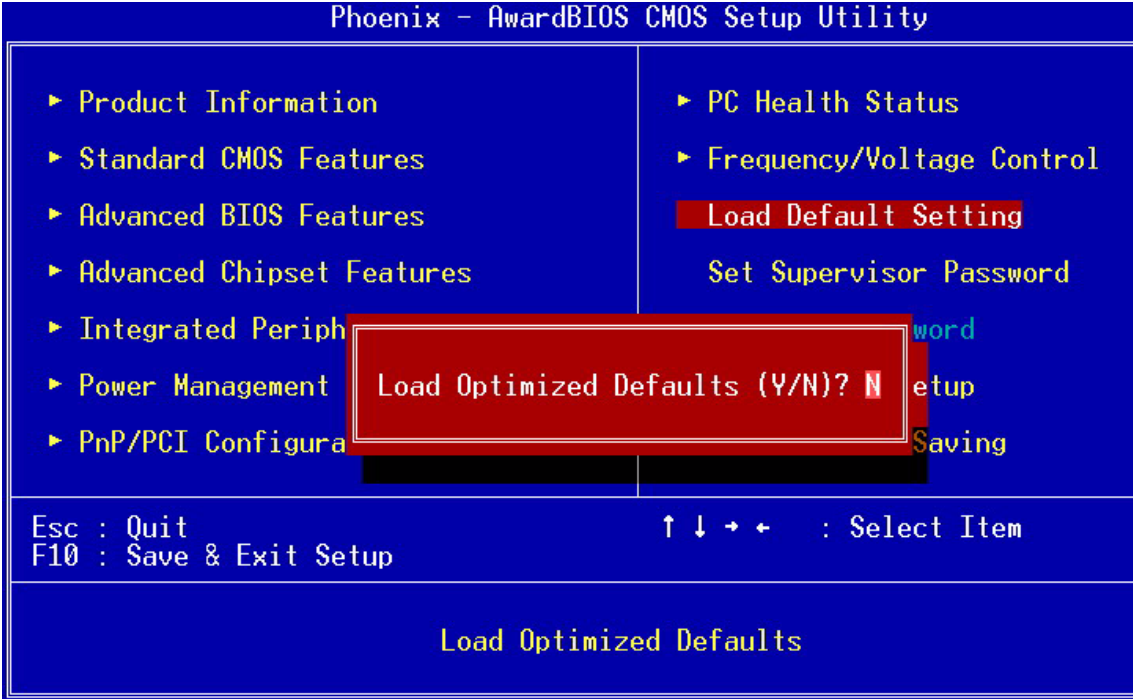 Phoenix - AwardBIOS CMOS Setup Utility
Product Information
Standard CMOS Features
Advanced BIOS Features
Advanced Chipset Features
Integrated Periph
Power Management
PnP/PCI Configura
PC Health Status
Frequency/Voltage Control
Load Default Setting
Set Supervisor Password
word
etup
Saving
Load Optimized Defaults (Y/N)? N
Esc : Quit
F10 : Save & Exit Setup
↑ ↓ → ← : Select Item
Load Optimized Defaults